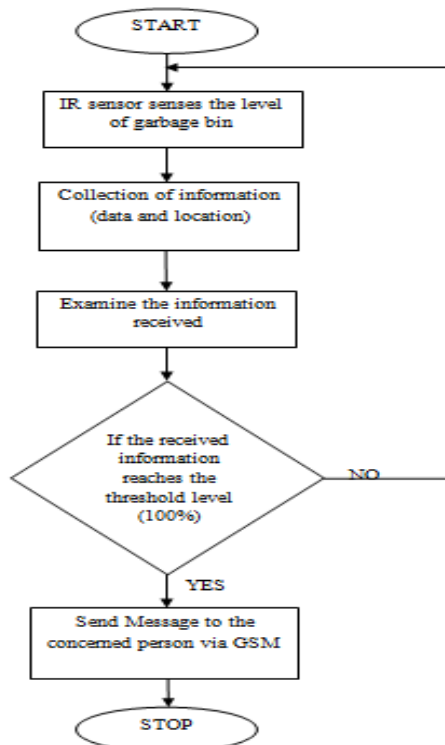 START
IR sensor senses the level
of garbage bin
Collection of information
(data and location)
Examine the information
received
If the received
information
reaches the
threshold level
(100%)
NO
YES
Send Message to the
concerned person via GSM
STOP